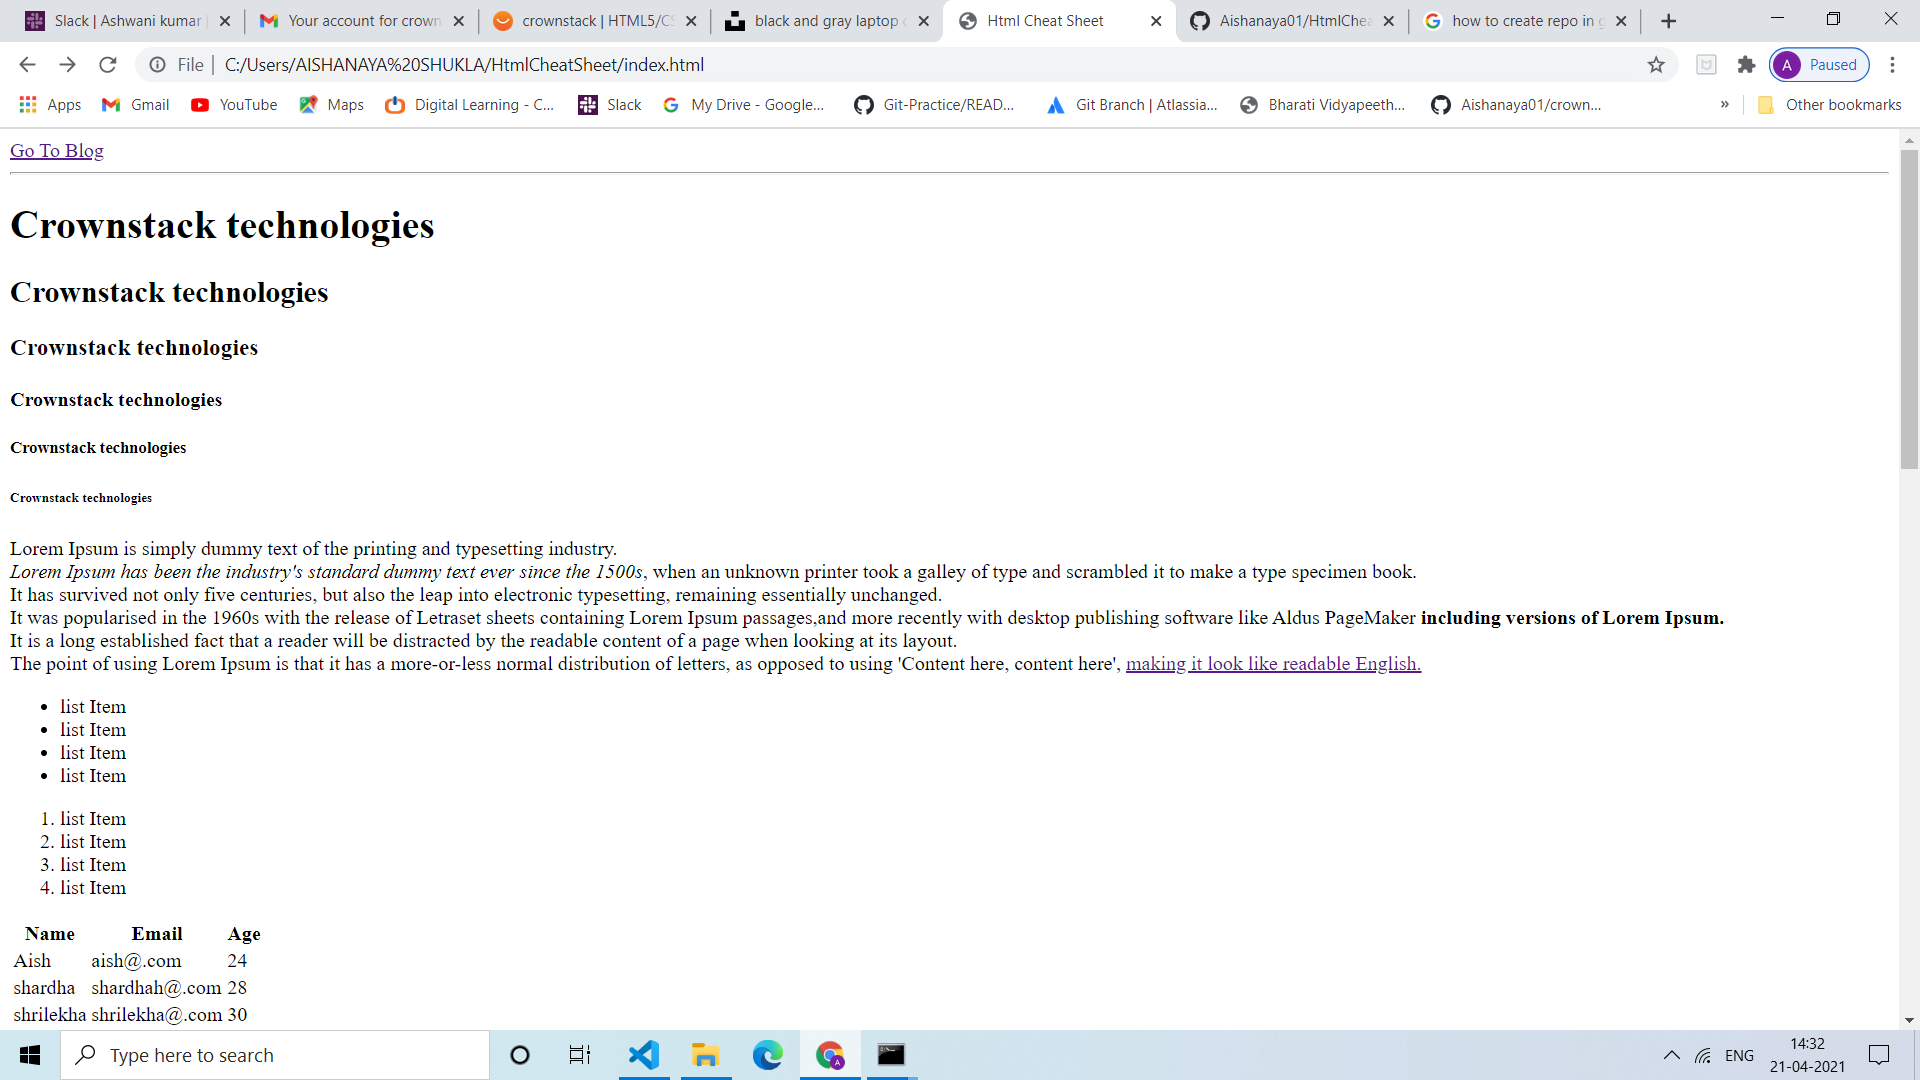 Slack | Ashwani kumar |
Your account for crown
crownstack | HTML5/CS
black and gray laptop c
Html Cheat Sheet
Aishanaya01/HtmlChea
how to create repo in g
File | C:/Users/AISHANAYA%20SHUKLA/HtmlCheatSheet/index.html
A Paused
Apps Gmail YouTube Maps Digital Learning - C... Slack My Drive - Google... Git-Practice/READ... Git Branch | Atlassia... Bharati Vidyapeeth... Aishanaya01/crown... » Other bookmarks
Go To Blog
Crownstack technologies
Crownstack technologies
Crownstack technologies
Crownstack technologies
Crownstack technologies
Crownstack technologies
Lorem Ipsum is simply dummy text of the printing and typesetting industry.
Lorem Ipsum has been the industry's standard dummy text ever since the 1500s, when an unknown printer took a galley of type and scrambled it to make a type specimen book.
It has survived not only five centuries, but also the leap into electronic typesetting, remaining essentially unchanged.
It was popularised in the 1960s with the release of Letraset sheets containing Lorem Ipsum passages,and more recently with desktop publishing software like Aldus PageMaker including versions of Lorem Ipsum.
It is a long established fact that a reader will be distracted by the readable content of a page when looking at its layout.
The point of using Lorem Ipsum is that it has a more-or-less normal distribution of letters, as opposed to using 'Content here, content here', making it look like readable English.
• list Item
• list Item
• list Item
• list Item
1. list Item
2. list Item
3. list Item
4. list Item
Name Email Age
Aish aish@.com 24
shardha shardhah@.com 28
shrilekha shrilekha@.com 30
Type here to search
ENG
14:32
21-04-2021